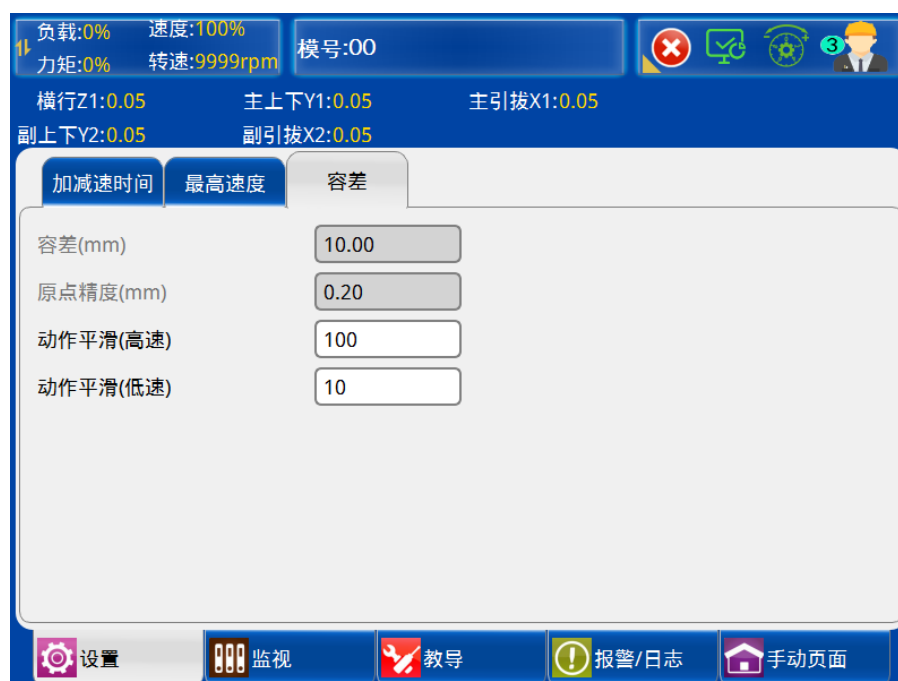 负载:0% 速度:100%
力矩:0% 转速:9999rpm
模号:00
3
横行Z1:0.05 主上下Y1:0.05 主引拔X1:0.05
副上下Y2:0.05 副引拔X2:0.05
加减速时间 最高速度 容差
容差(mm) 10.00
原点精度(mm) 0.20
动作平滑(高速) 100
动作平滑(低速) 10
设置 监视 教导 报警/日志 手动页面